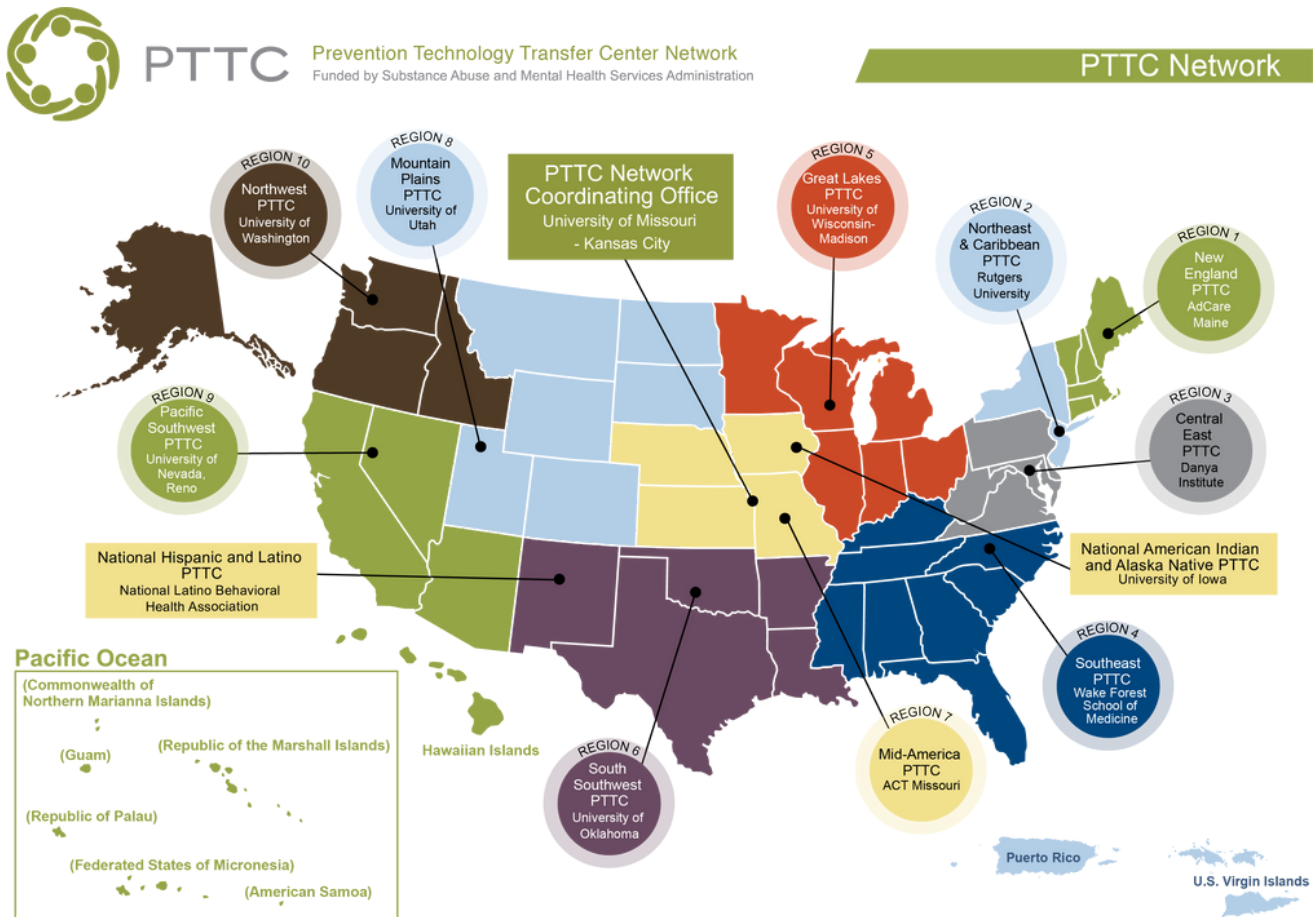 PTTC
Prevention Technology Transfer Center Network
Funded by Substance Abuse and Mental Health Services Administration
PTTC Network
REGION 10
Northwest
PTTC
University of
Washington
REGION 8
Mountain
Plains
PTTC
University of
Utah
PTTC Network
Coordinating Office
University of Missouri
- Kansas City
REGION 5
Great Lakes
PTTC
University of
Wisconsin-
Madison
REGION 2
Northeast
& Caribbean
PTTC
Rutgers
University
REGION 1
New
England
PTTC
AdCare
Maine
REGION 9
Pacific
Southwest
PTTC
University of
Nevada,
Reno
REGION 3
Central
East
PTTC
Danya
Institute
National Hispanic and Latino
PTTC
National Latino Behavioral
Health Association
National American Indian
and Alaska Native PTTC
University of Iowa
REGION 4
Southeast
PTTC
Wake Forest
School of
Medicine
REGION 7
Mid-America
PTTC
ACT Missouri
REGION 6
South
Southwest
PTTC
University of
Oklahoma
Pacific Ocean
(Commonwealth of
Northern Marianna Islands)
(Guam)
(Republic of the Marshall Islands)
(Republic of Palau)
(Federated States of Micronesia)
(American Samoa)
Hawaiian Islands
Puerto Rico
U.S. Virgin Islands